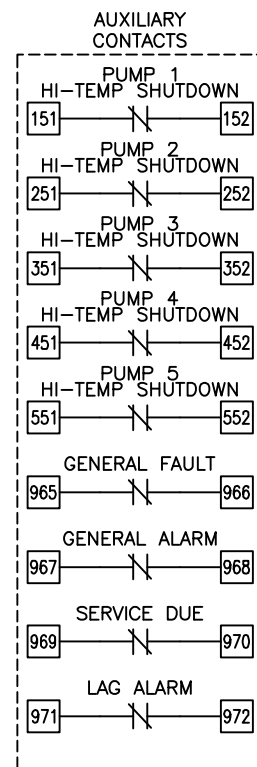 AUXILIARY
CONTACTS
PUMP 1
HI-TEMP SHUTDOWN
151 152
PUMP 2
HI-TEMP SHUTDOWN
251 252
PUMP 3
HI-TEMP SHUTDOWN
351 352
PUMP 4
HI-TEMP SHUTDOWN
451 452
PUMP 5
HI-TEMP SHUTDOWN
551 552
GENERAL FAULT
965 966
GENERAL ALARM
967 968
SERVICE DUE
969 970
LAG ALARM
971 972